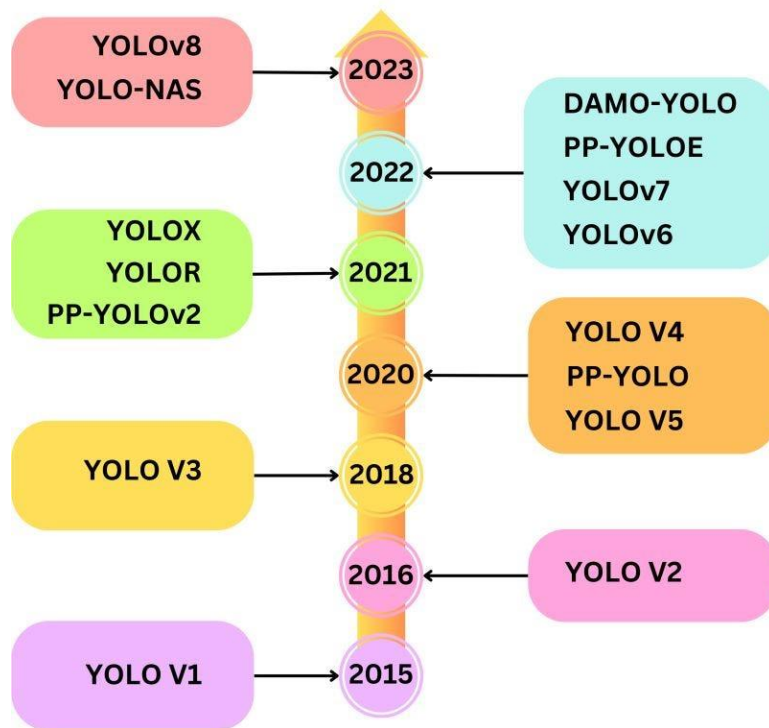 YOLOv8
YOLO-NAS
2023
DAMO-YOLO
PP-YOLOE
YOLOv7
YOLOv6
2022
YOLOX
YOLOR
PP-YOLOv2
2021
YOLO V4
PP-YOLO
YOLO V5
2020
YOLO V3
2018
YOLO V2
2016
YOLO V1
2015